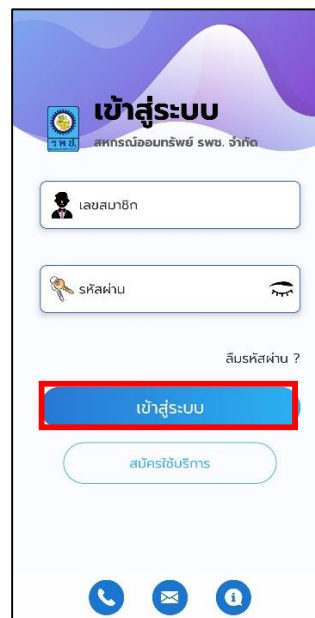 เข้าสู่ระบบ
รพช.
สหกรณ์ออมทรัพย์ รพช. จำกัด
เลขสมาชิก
รหัสผ่าน
ลืมรหัสผ่าน ?
เข้าสู่ระบบ
สมัครใช้บริการ